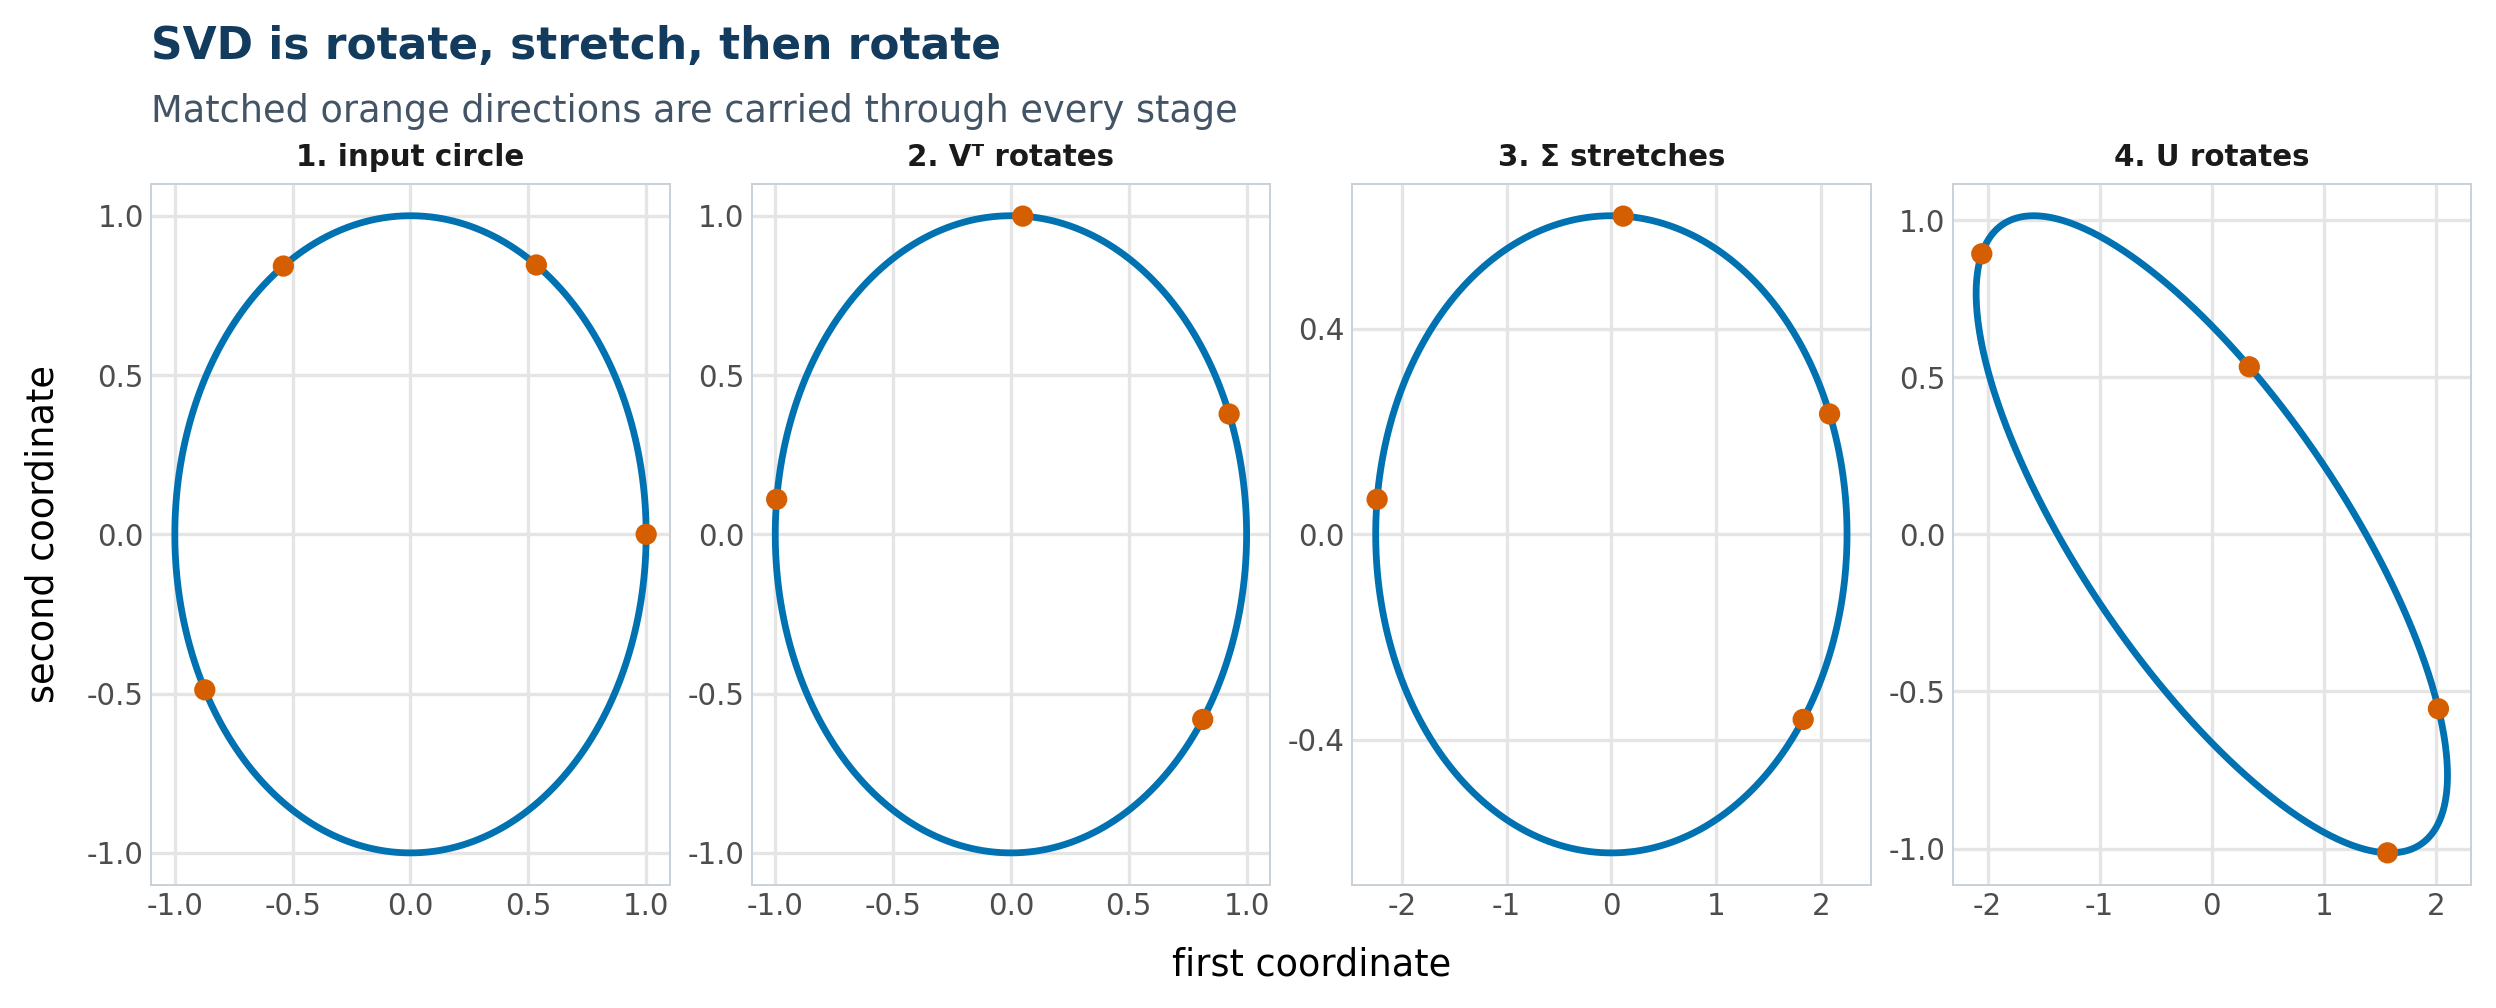 SVD is rotate, stretch, then rotate
Matched orange directions are carried through every stage
1. input circle
2. Vᵀ rotates
3. Σ stretches
4. U rotates
second coordinate
1.0
0.5
0.0
-0.5
-1.0
-1.0 -0.5 0.0 0.5 1.0
1.0
0.5
0.0
-0.5
-1.0
-1.0 -0.5 0.0 0.5 1.0
0.4
0.0
-0.4
-2 -1 0 1 2
1.0
0.5
0.0
-0.5
-1.0
-2 -1 0 1 2
first coordinate